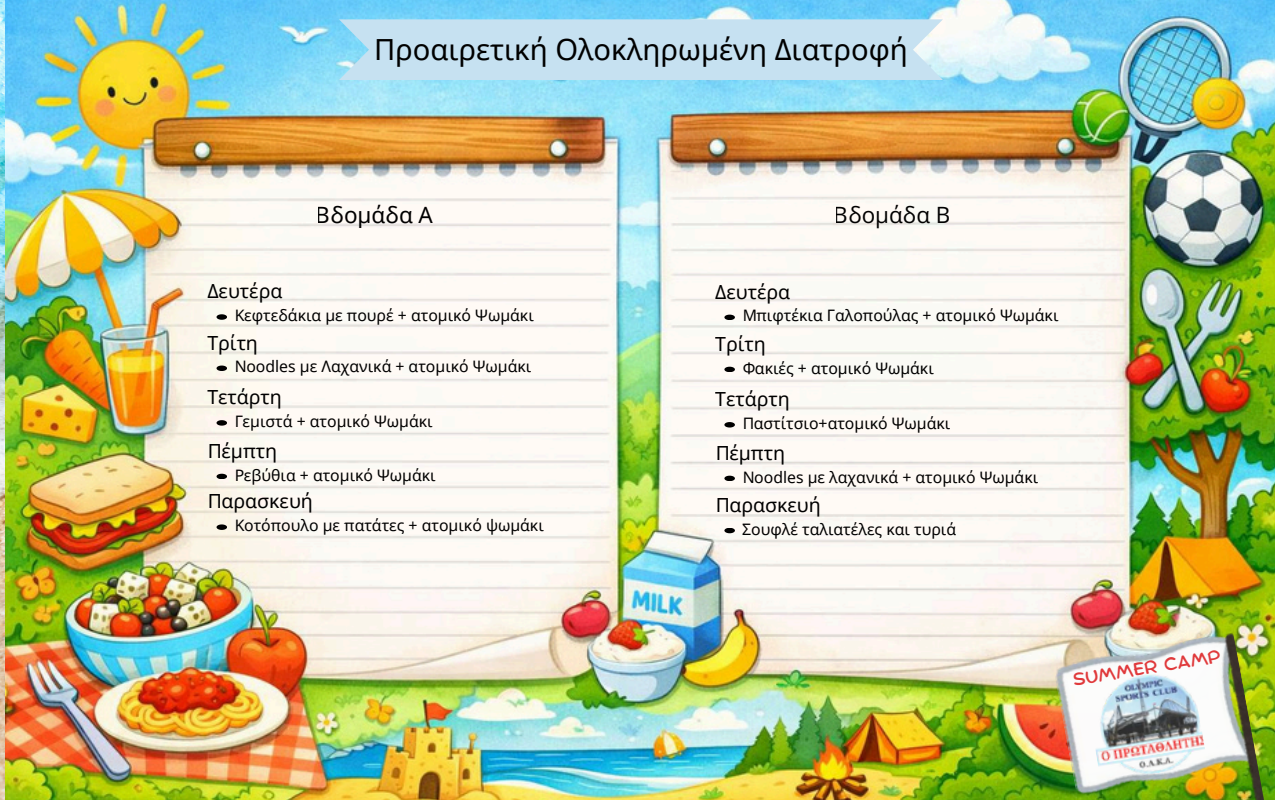 Προαιρετική Ολοκληρωμένη Διατροφή
Βδομάδα Α
Δευτέρα
Κεφτεδάκια με πουρέ + ατομικό Ψωμάκι
Τρίτη
Noodles με Λαχανικά + ατομικό Ψωμάκι
Τετάρτη
Γεμιστά + ατομικό Ψωμάκι
Πέμπτη
Ρεβύθια + ατομικό Ψωμάκι
Παρασκευή
Κοτόπουλο με πατάτες + ατομικό ψωμάκι
Βδομάδα Β
Δευτέρα
Μπιφτέκια Γαλοπούλας + ατομικό Ψωμάκι
Τρίτη
Φακιές + ατομικό Ψωμάκι
Τετάρτη
Παστίτσιο+ατομικό Ψωμάκι
Πέμπτη
Noodles με λαχανικά + ατομικό Ψωμάκι
Παρασκευή
Σουφλέ ταλιατέλες και τυριά
MILK
SUMMER CAMP
OLYMPIC
SPORTS CLUB
Ο ΠΡΩΤΑΘΛΗΤΗΣ
Ο.Α.Κ.Α.